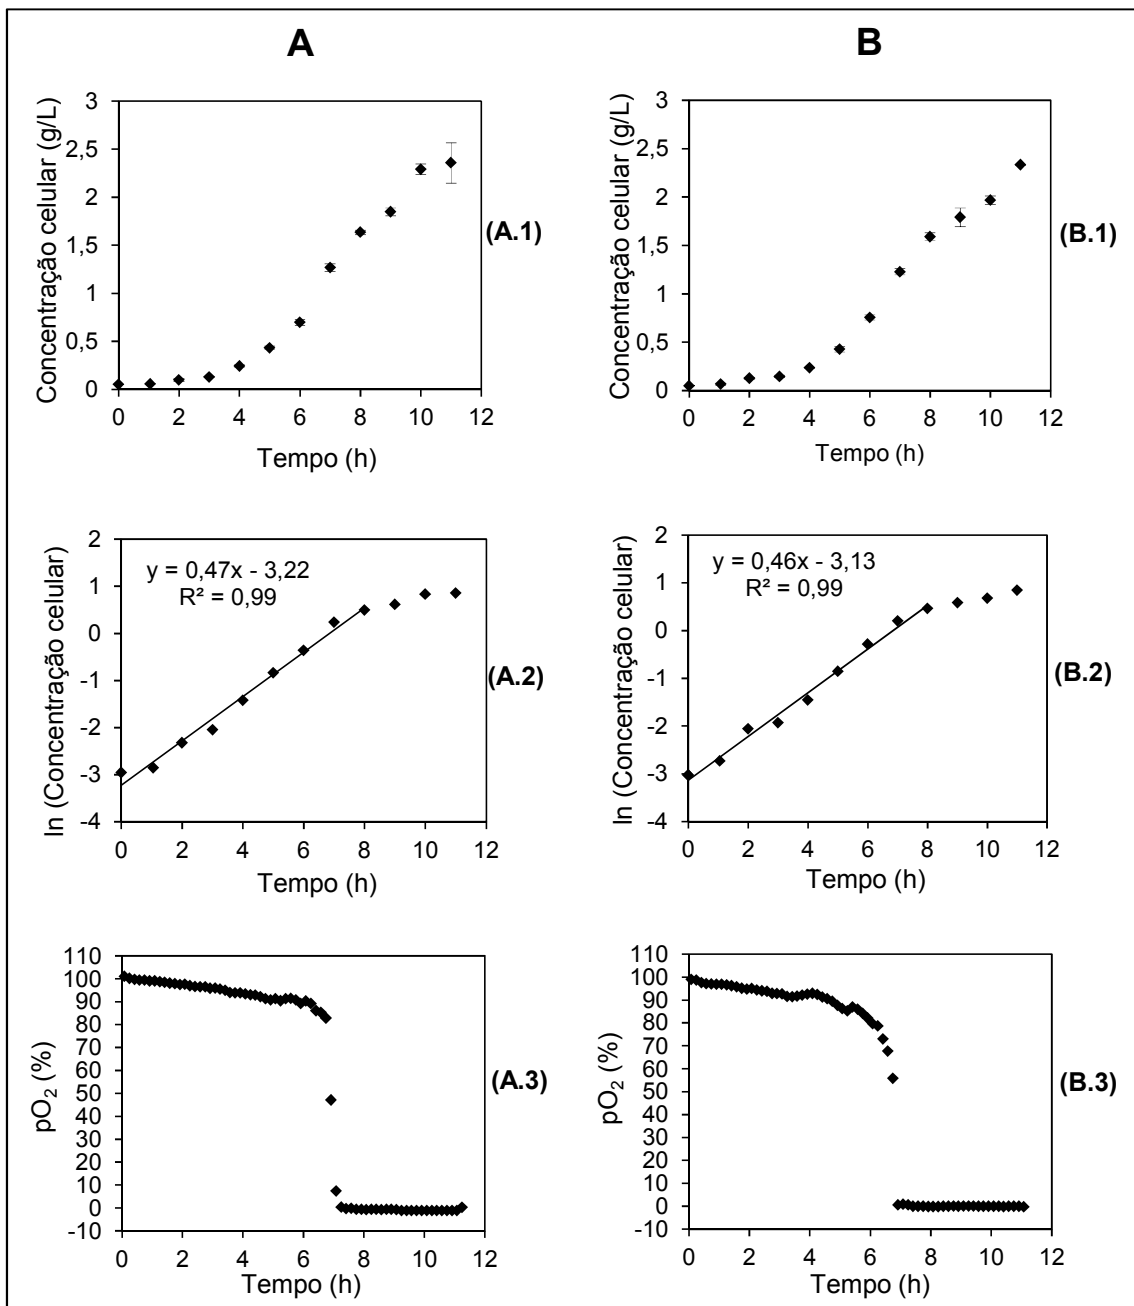 A
Concentração celular (g/L)
3
2,5
2
1,5
1
0,5
0
0 2 4 6 8 10 12
Tempo (h)
(A.1)
B
Concentração celular (g/L)
3
2,5
2
1,5
1
0,5
0
0 2 4 6 8 10 12
Tempo (h)
(B.1)
ln (Concentração celular)
2
1
0
-1
-2
-3
-4
y = 0,47x - 3,22
R² = 0,99
0 2 4 6 8 10 12
Tempo (h)
(A.2)
ln (Concentração celular)
2
1
0
-1
-2
-3
-4
y = 0,46x - 3,13
R² = 0,99
0 2 4 6 8 10 12
Tempo (h)
(B.2)
pO₂ (%)
110
100
90
80
70
60
50
40
30
20
10
0
-10
0 2 4 6 8 10 12
Tempo (h)
(A.3)
pO₂ (%)
110
100
90
80
70
60
50
40
30
20
10
0
-10
0 2 4 6 8 10 12
Tempo (h)
(B.3)